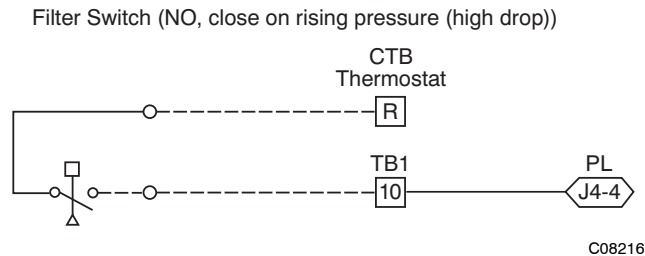 Filter Switch (NO, close on rising pressure (high drop))
CTB
Thermostat
R
TB1
10
PL
J4-4
C08216